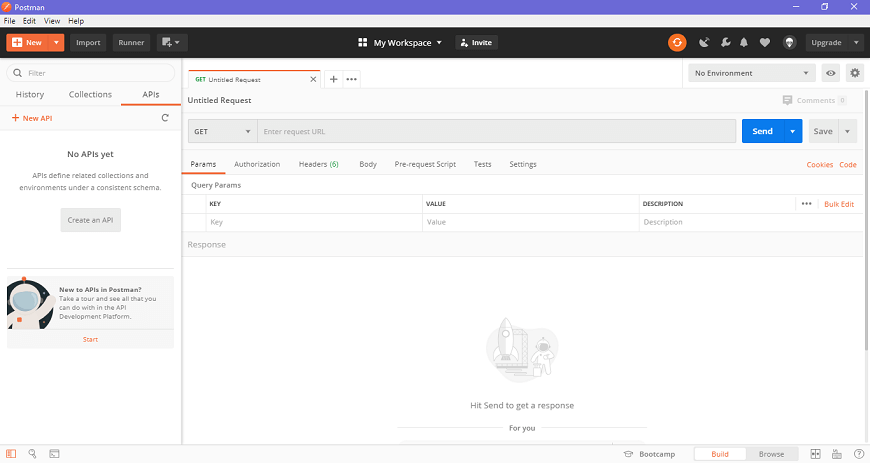 Postman
File Edit View Help
New Import Runner My Workspace Invite Upgrade
Filter
History Collections APIs
New API
No APIs yet
APIs define related collections and
environments under a consistent schema.
Create an API
New to APIs in Postman?
Take a tour and see all that you
can do with in the API
Development Platform.
Start
GET Untitled Request
No Environment
Untitled Request
Comments 0
GET Enter request URL Send Save
Params Authorization Headers (6) Body Pre-request Script Tests Settings Cookies Code
Query Params
KEY VALUE DESCRIPTION Bulk Edit
Key Value Description
Response
Hit Send to get a response
For you
Bootcamp Build Browse